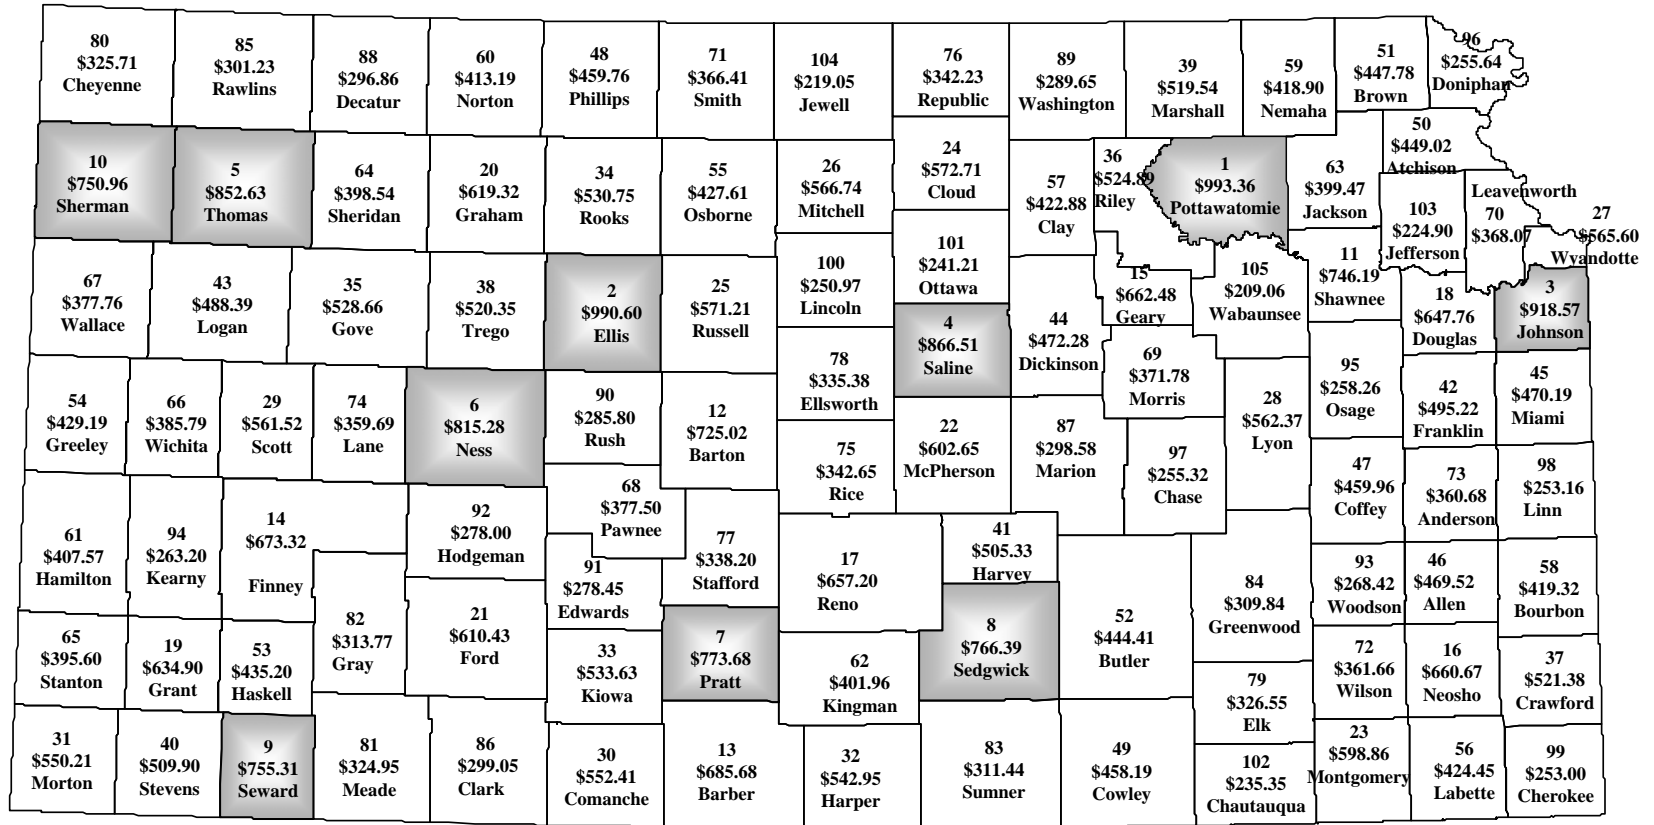 80
$325.71
Cheyenne
85
$301.23
Rawlins
88
$296.86
Decatur
60
$413.19
Norton
48
$459.76
Phillips
71
$366.41
Smith
104
$219.05
Jewell
76
$342.23
Republic
89
$289.65
Washington
39
$519.54
Marshall
59
$418.90
Nemaha
51
$447.78
Brown
96
$255.64
Doniphan
10
$750.96
Sherman
5
$852.63
Thomas
64
$398.54
Sheridan
20
$619.32
Graham
34
$530.75
Rooks
55
$427.61
Osborne
26
$566.74
Mitchell
24
$572.71
Cloud
57
$422.88
Clay
36
$524.89
Riley
1
$993.36
Pottawatomie
63
$399.47
Jackson
50
$449.02
Atchison
103
$224.90
Jefferson
Leavenworth
70
$368.07
27
$565.60
Wyandotte
67
$377.76
Wallace
43
$488.39
Logan
35
$528.66
Gove
38
$520.35
Trego
2
$990.60
Ellis
25
$571.21
Russell
100
$250.97
Lincoln
101
$241.21
Ottawa
4
$866.51
Saline
44
$472.28
Dickinson
15
$662.48
Geary
105
$209.06
Wabaunsee
11
$746.19
Shawnee
18
$647.76
Douglas
3
$918.57
Johnson
54
$429.19
Greeley
66
$385.79
Wichita
29
$561.52
Scott
74
$359.69
Lane
6
$815.28
Ness
90
$285.80
Rush
12
$725.02
Barton
78
$335.38
Ellsworth
75
$342.65
Rice
22
$602.65
McPherson
87
$298.58
Marion
69
$371.78
Morris
97
$255.32
Chase
28
$562.37
Lyon
95
$258.26
Osage
42
$495.22
Franklin
45
$470.19
Miami
61
$407.57
Hamilton
94
$263.20
Kearny
14
$673.32
Finney
92
$278.00
Hodgeman
68
$377.50
Pawnee
77
$338.20
Stafford
17
$657.20
Reno
41
$505.33
Harvey
47
$459.96
Coffey
73
$360.68
Anderson
98
$253.16
Linn
91
$278.45
Edwards
82
$313.77
Gray
21
$610.43
Ford
65
$395.60
Stanton
19
$634.90
Grant
53
$435.20
Haskell
33
$533.63
Kiowa
7
$773.68
Pratt
62
$401.96
Kingman
8
$766.39
Sedgwick
52
$444.41
Butler
84
$309.84
Greenwood
93
$268.42
Woodson
46
$469.52
Allen
58
$419.32
Bourbon
79
$326.55
Elk
72
$361.66
Wilson
16
$660.67
Neosho
37
$521.38
Crawford
31
$550.21
Morton
40
$509.90
Stevens
9
$755.31
Seward
81
$324.95
Meade
86
$299.05
Clark
30
$552.41
Comanche
13
$685.68
Barber
32
$542.95
Harper
83
$311.44
Sumner
49
$458.19
Cowley
102
$235.35
Chautauqua
23
$598.86
Montgomery
56
$424.45
Labette
99
$253.00
Cherokee